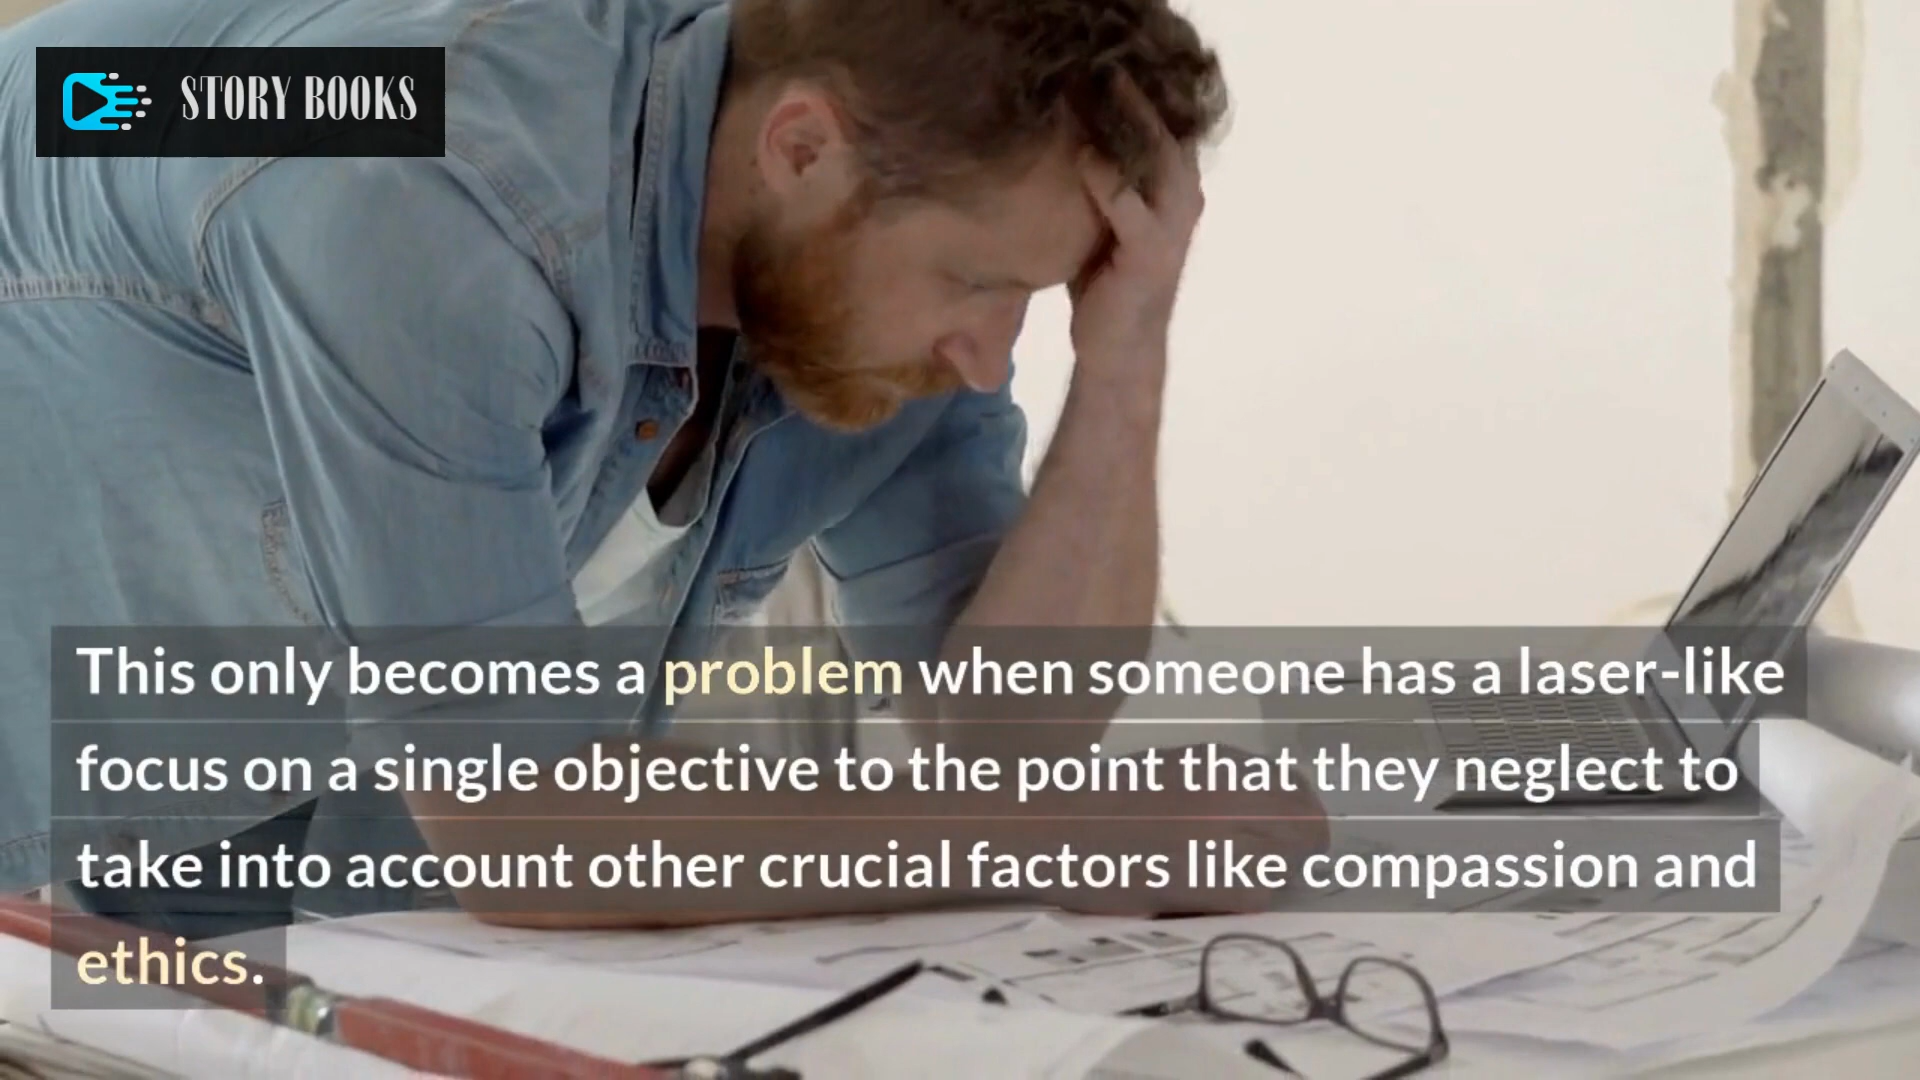 STORY BOOKS
This only becomes a problem when someone has a laser-like
focus on a single objective to the point that they neglect to
take into account other crucial factors like compassion and
ethics.